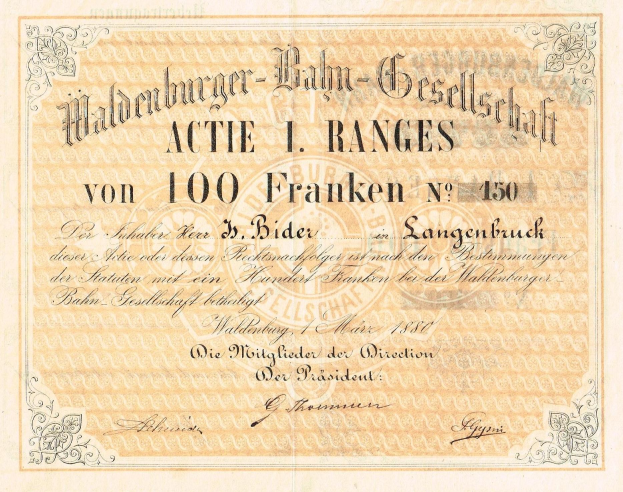 Waldenburger-Bahn-Gesellschaft
ACTIE I. RANGES
von 100 Franken No 150
Der Inhaber Herr J. Bider in Langenbruck
dieser Actie oder dessen Rechtsnachfolger ist nach den Bestimmungen
der Statuten mit ein Hundert Franken bei der Waldenburger-
Bahn-Gesellschaft betheiligt
Waldenburg, 1 März 1880
Die Mitglieder der Direction
Der Präsident:
G Thommen
F. Gysin